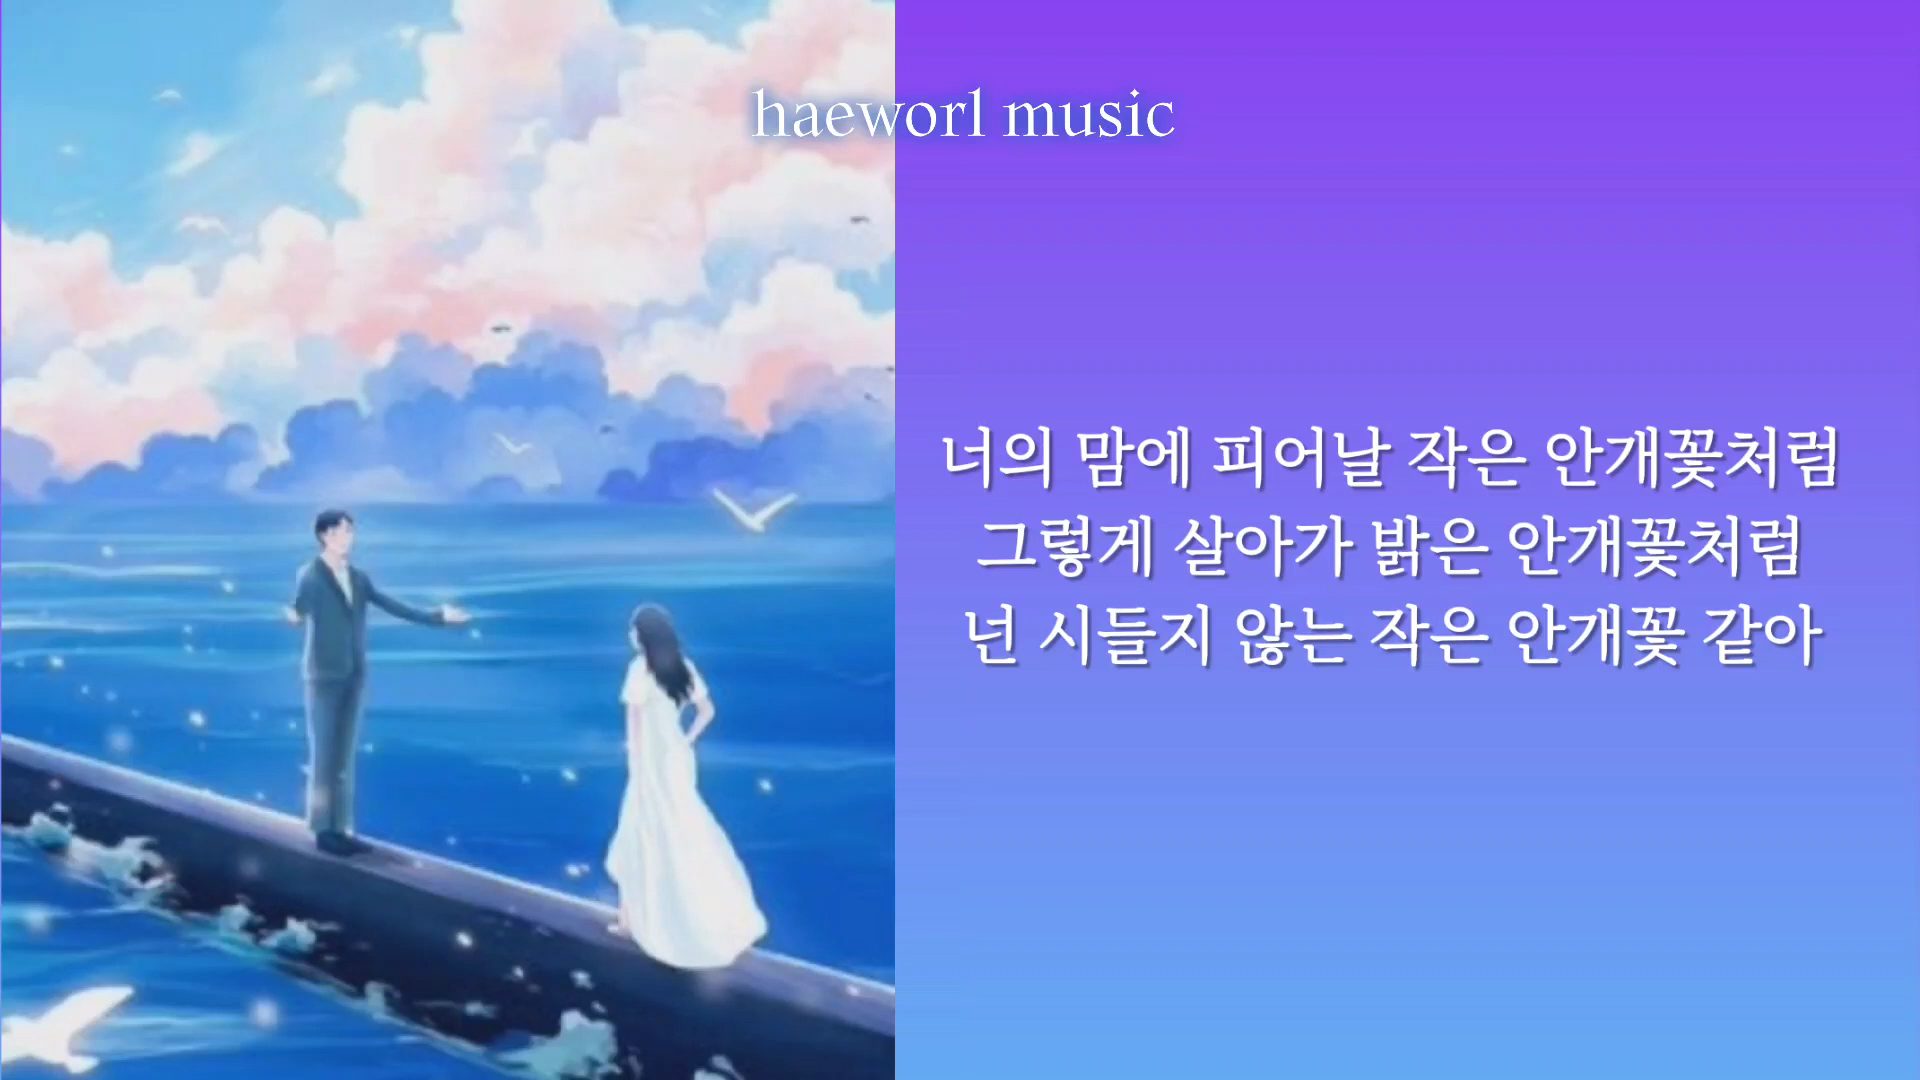 haeworl music
너의 맘에 피어날 작은 안개꽃처럼
그렇게 살아가 밝은 안개꽃처럼
넌 시들지 않는 작은 안개꽃 같아